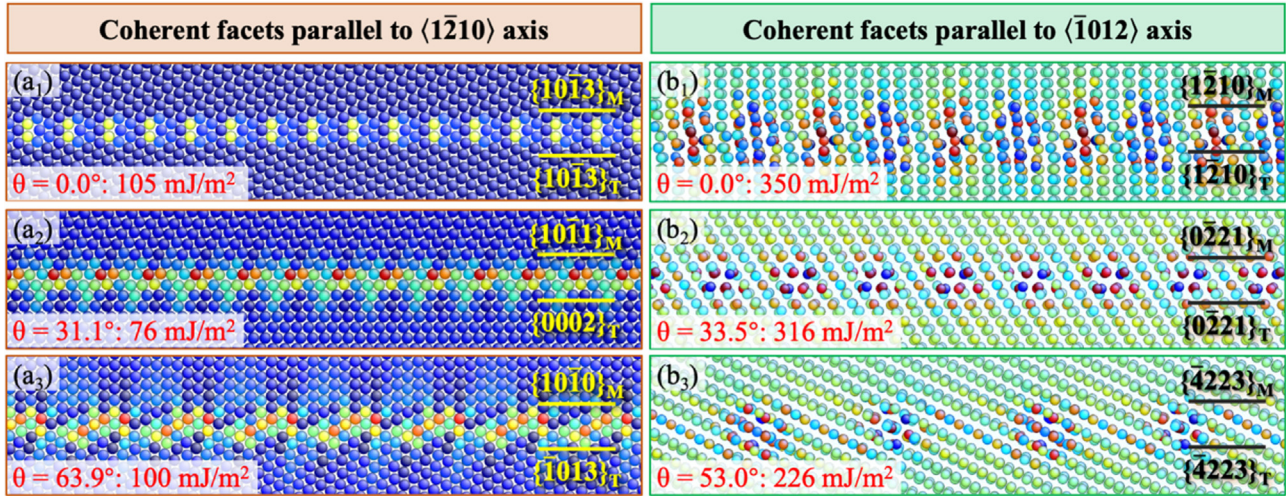 Coherent facets parallel to ⟨12̄10⟩ axis
Coherent facets parallel to ⟨1̄012⟩ axis
(a₁)
{101̄3}M
{101̄3}T
θ = 0.0°: 105 mJ/m²
(b₁)
{12̄10}M
{12̄10}T
θ = 0.0°: 350 mJ/m²
(a₂)
{101̄1}M
{0002}T
θ = 31.1°: 76 mJ/m²
(b₂)
{02̄21}M
{02̄21}T
θ = 33.5°: 316 mJ/m²
(a₃)
{101̄0}M
{1̄013}T
θ = 63.9°: 100 mJ/m²
(b₃)
{4̄223}M
{4̄223}T
θ = 53.0°: 226 mJ/m²